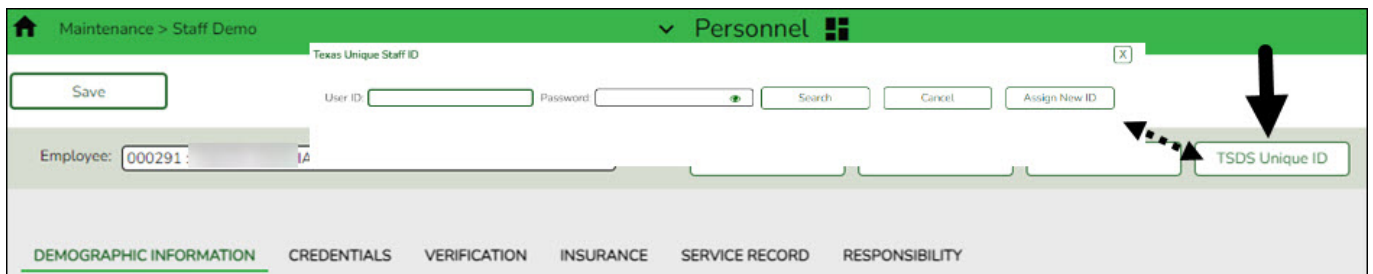 Maintenance > Staff Demo
Personnel
Texas Unique Staff ID
X
Save
User ID:
Password
Search
Cancel
Assign New ID
Employee: 000291 :
TSDS Unique ID
DEMOGRAPHIC INFORMATION CREDENTIALS VERIFICATION INSURANCE SERVICE RECORD RESPONSIBILITY